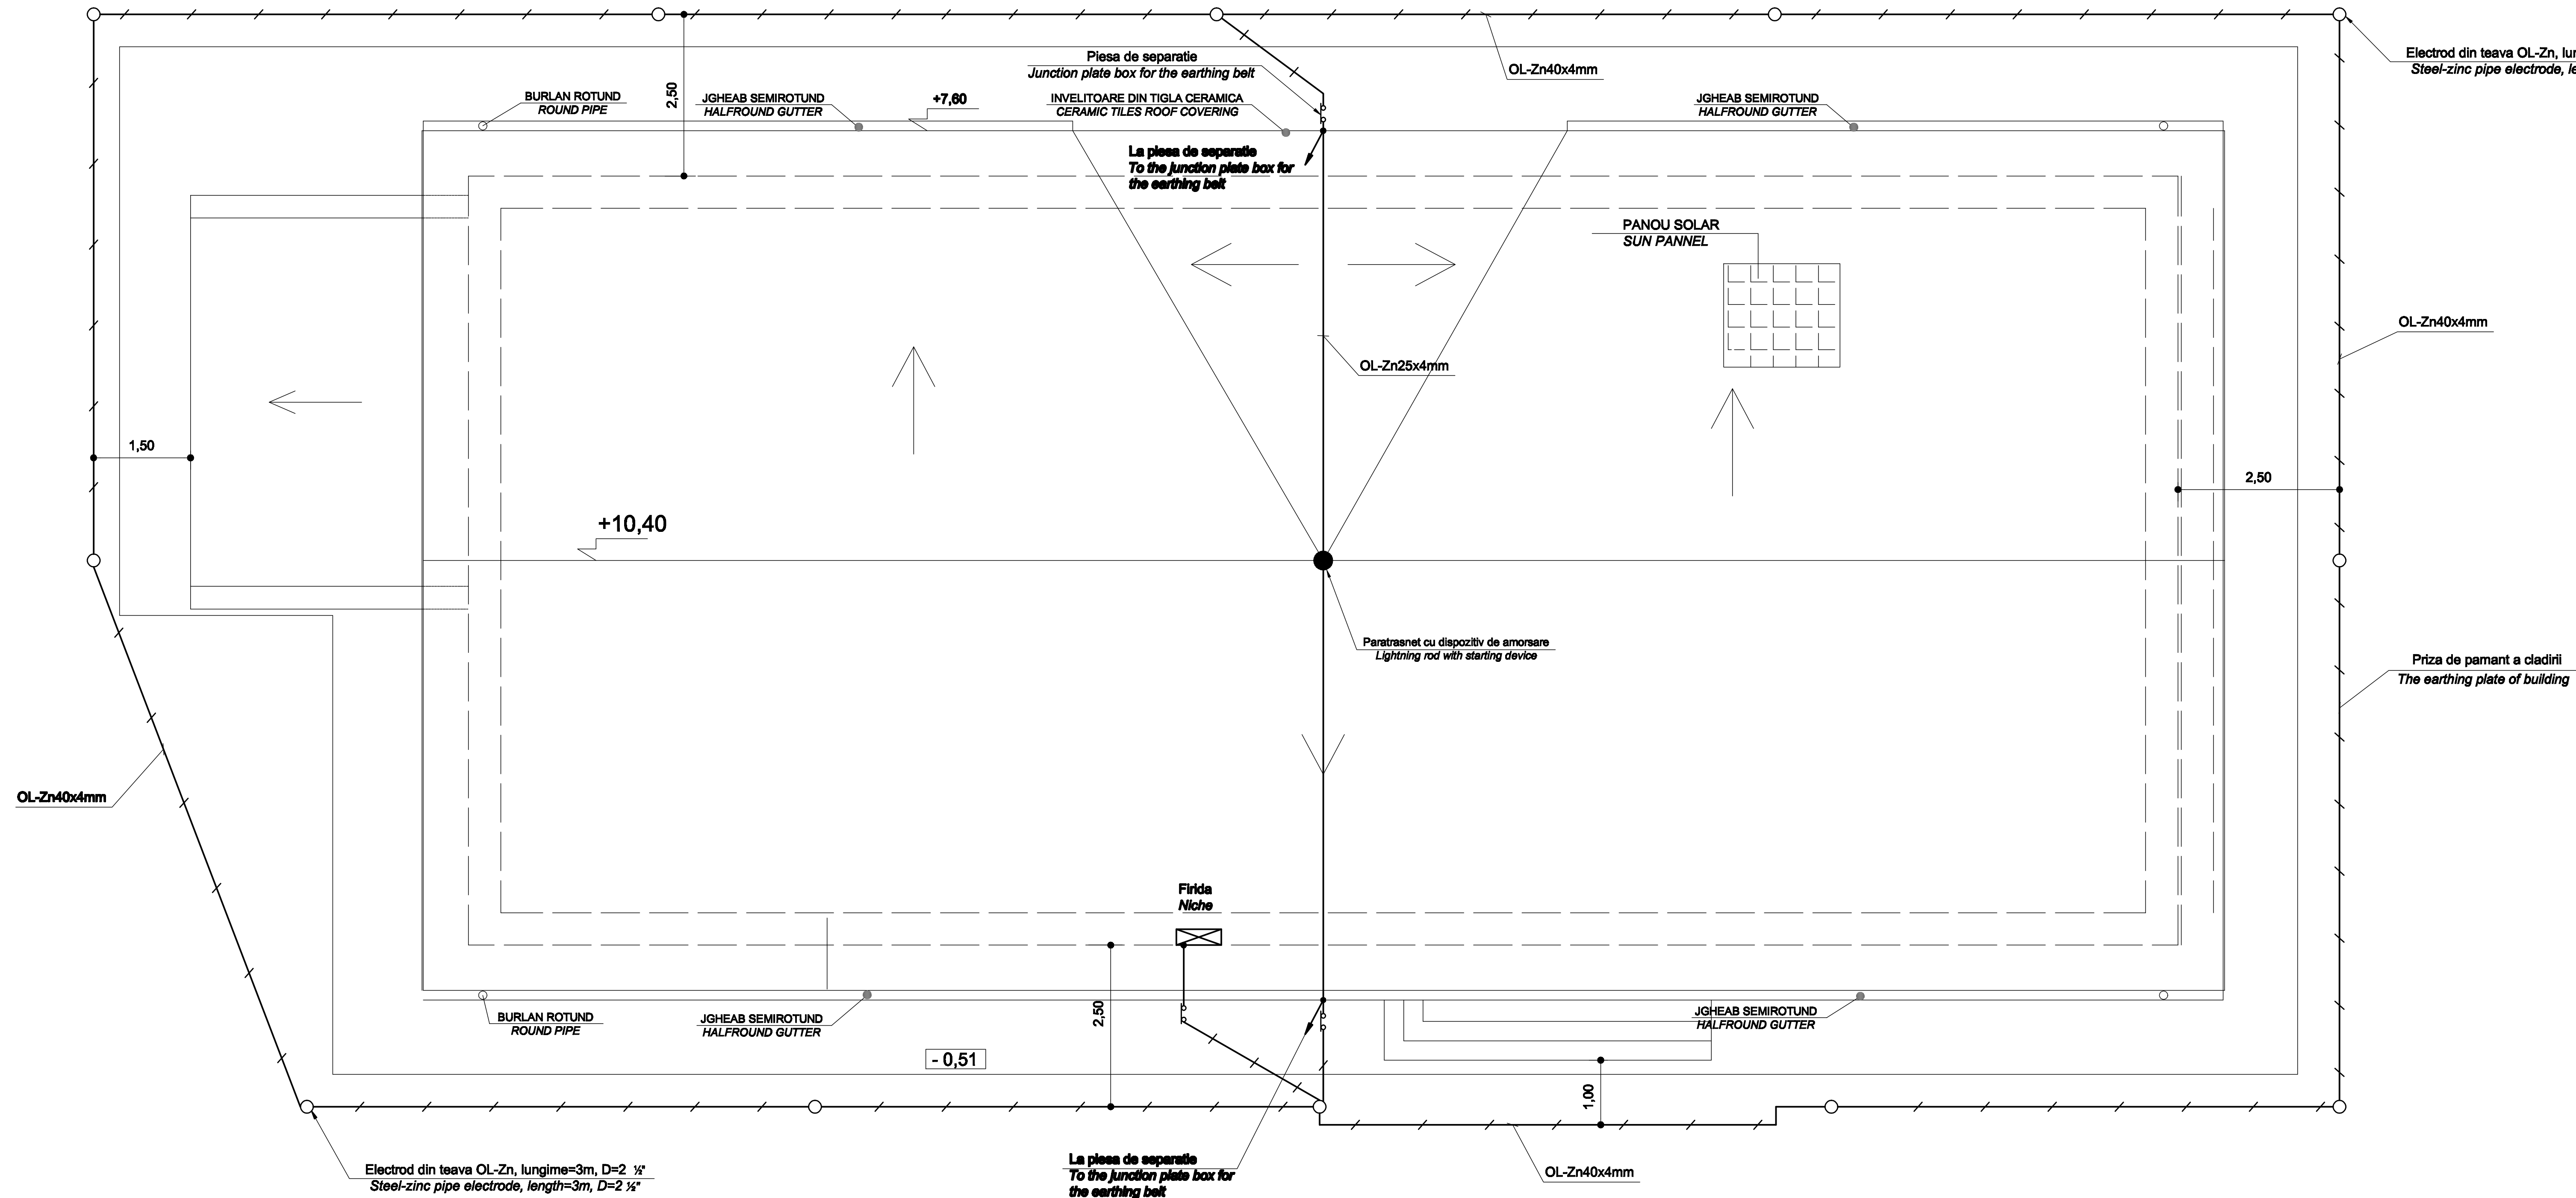 Electrod din teava OL-Zn,
Steel-zinc pipe electrode,
Piesa de separatie
Junction plate box for the earthing belt
OL-Zn40x4mm
BURLAN ROTUND
ROUND PIPE
2,50
JGHEAB SEMIROTUND
HALFROUND GUTTER
+7,60
INVELITOARE DIN TIGLA CERAMICA
CERAMIC TILES ROOF COVERING
JGHEAB SEMIROTUND
HALFROUND GUTTER
La piesa de separatie
To the junction plate box for
the earthing belt
PANOU SOLAR
SUN PANNEL
OL-Zn40x4mm
OL-Zn25x4mm
1,50
2,50
+10,40
Paratrasnet cu dispozitiv de amorsare
Lightning rod with starting device
Priza de pamant a cladirii
The earthing plate of building
OL-Zn40x4mm
Firida
Niche
BURLAN ROTUND
ROUND PIPE
JGHEAB SEMIROTUND
HALFROUND GUTTER
2,50
JGHEAB SEMIROTUND
HALFROUND GUTTER
- 0,51
1,00
Electrod din teava OL-Zn, lungime=3m, D=2 ½"
Steel-zinc pipe electrode, length=3m, D=2 ½"
La piesa de separatie
To the junction plate box for
the earthing belt
OL-Zn40x4mm